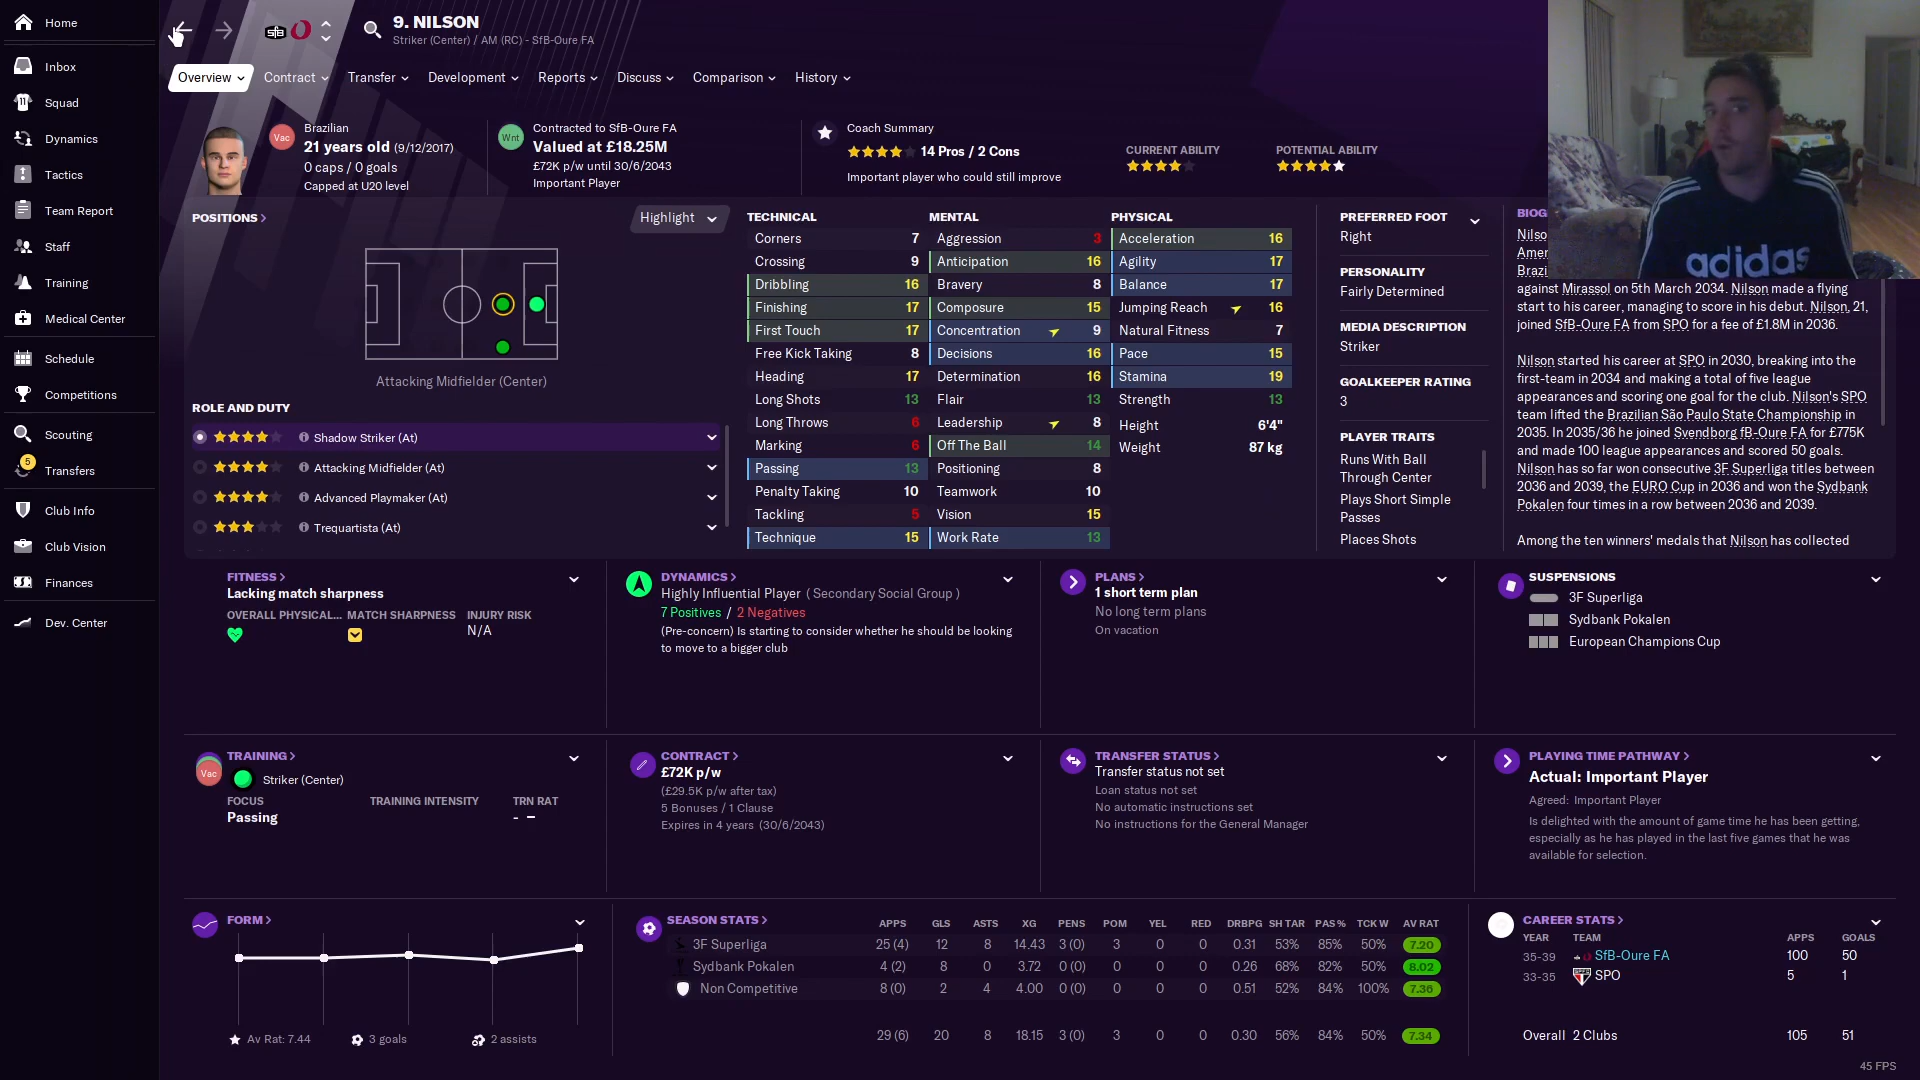 Home
Inbox
Squad
Dynamics
Tactics
Team Report
Staff
Training
Medical Center
Schedule
Competitions
Scouting
5
Transfers
Club Info
Club Vision
Finances
Dev. Center
9. NILSON
Striker (Center) / AM (RC) - SfB-Oure FA
Overview
Contract
Transfer
Development
Reports
Discuss
Comparison
History
Vac
Brazilian
21 years old (9/12/2017)
0 caps / 0 goals
Capped at U20 level
Wnt
Contracted to SfB-Oure FA
Valued at £18.25M
£72K p/w until 30/6/2043
Important Player
Coach Summary
14 Pros / 2 Cons
Important player who could still improve
CURRENT ABILITY
POTENTIAL ABILITY
adidas
POSITIONS
Highlight
Attacking Midfielder (Center)
ROLE AND DUTY
Shadow Striker (At)
Attacking Midfielder (At)
Advanced Playmaker (At)
Trequartista (At)
TECHNICAL
Corners 7
Crossing 9
Dribbling 16
Finishing 17
First Touch 17
Free Kick Taking 8
Heading 17
Long Shots 13
Long Throws 6
Marking 6
Passing 13
Penalty Taking 10
Tackling 5
Technique 15
MENTAL
Aggression 3
Anticipation 16
Bravery 8
Composure 15
Concentration 9
Decisions 16
Determination 16
Flair 13
Leadership 8
Off The Ball 14
Positioning 8
Teamwork 10
Vision 15
Work Rate 13
PHYSICAL
Acceleration 16
Agility 17
Balance 17
Jumping Reach 16
Natural Fitness 7
Pace 15
Stamina 19
Strength 13
Height 6'4"
Weight 87 kg
PREFERRED FOOT
Right
PERSONALITY
Fairly Determined
MEDIA DESCRIPTION
Striker
GOALKEEPER RATING
3
PLAYER TRAITS
Runs With Ball
Through Center
Plays Short Simple
Passes
Places Shots
BIOG
Nilso
Amer
Brazi
against Mirassol on 5th March 2034. Nilson made a flying
start to his career, managing to score in his debut. Nilson, 21,
joined SfB-Oure FA from SPO for a fee of £1.8M in 2036.
Nilson started his career at SPO in 2030, breaking into the
first-team in 2034 and making a total of five league
appearances and scoring one goal for the club. Nilson's SPO
team lifted the Brazilian São Paulo State Championship in
2035. In 2035/36 he joined Svendborg fB-Oure FA for £775K
and made 100 league appearances and scored 50 goals.
Nilson has so far won consecutive 3F Superliga titles between
2036 and 2039, the EURO Cup in 2036 and won the Sydbank
Pokalen four times in a row between 2036 and 2039.
Among the ten winners' medals that Nilson has collected
FITNESS
Lacking match sharpness
OVERALL PHYSICAL... MATCH SHARPNESS INJURY RISK
N/A
DYNAMICS
Highly Influential Player ( Secondary Social Group )
7 Positives / 2 Negatives
(Pre-concern) Is starting to consider whether he should be looking
to move to a bigger club
PLANS
1 short term plan
No long term plans
On vacation
SUSPENSIONS
3F Superliga
Sydbank Pokalen
European Champions Cup
TRAINING
Vac
Striker (Center)
FOCUS TRAINING INTENSITY TRN RAT
Passing - –
CONTRACT
£72K p/w
(£29.5K p/w after tax)
5 Bonuses / 1 Clause
Expires in 4 years (30/6/2043)
TRANSFER STATUS
Transfer status not set
Loan status not set
No automatic instructions set
No instructions for the General Manager
PLAYING TIME PATHWAY
Actual: Important Player
Agreed: Important Player
Is delighted with the amount of game time he has been getting,
especially as he has played in the last five games that he was
available for selection.
FORM
Av Rat: 7.44 3 goals 2 assists
SEASON STATS APPS GLS ASTS XG PENS POM YEL RED DRBPG SH TAR PAS % TCK W AV RAT
3F Superliga 25 (4) 12 8 14.43 3 (0) 3 0 0 0.31 53% 85% 50% 7.20
Sydbank Pokalen 4 (2) 8 0 3.72 0 (0) 0 0 0 0.26 68% 82% 50% 8.02
Non Competitive 8 (0) 2 4 4.00 0 (0) 0 0 0 0.51 52% 84% 100% 7.36
29 (6) 20 8 18.15 3 (0) 3 0 0 0.30 56% 84% 50% 7.34
CAREER STATS
YEAR TEAM APPS GOALS
35-39 SfB-Oure FA 100 50
33-35 SPO 5 1
Overall 2 Clubs 105 51
45 FPS